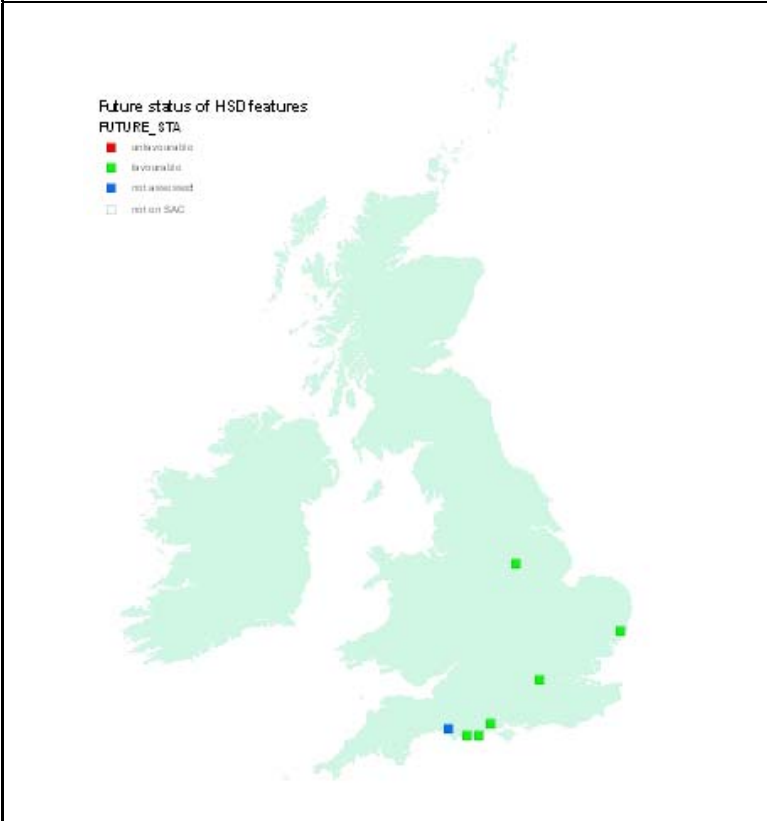 Future status of HSD features
FUTURE_STA
unfavourable
favourable
not assessed
not on SAC